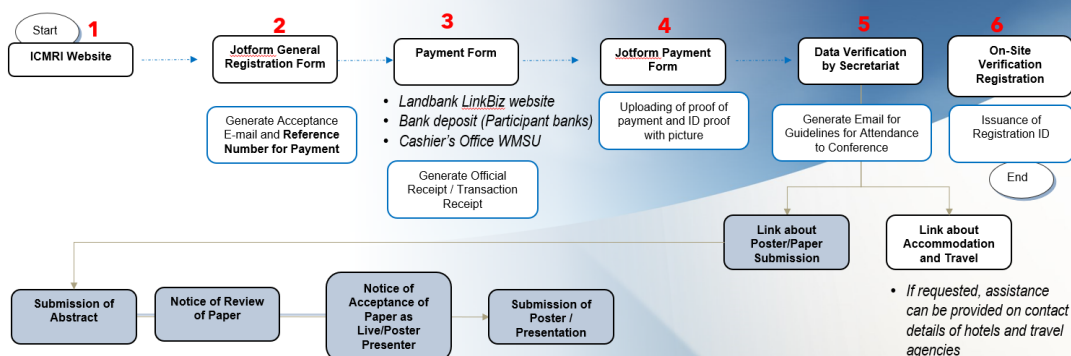 Start
1
ICMRI Website
2
Jotform General
Registration Form
Generate Acceptance
E-mail and Reference
Number for Payment
3
Payment Form
• Landbank LinkBiz website
• Bank deposit (Participant banks)
• Cashier's Office WMSU
Generate Official
Receipt / Transaction
Receipt
4
Jotform Payment
Form
Uploading of proof of
payment and ID proof
with picture
5
Data Verification
by Secretariat
Generate Email for
Guidelines for Attendance
to Conference
6
On-Site
Verification
Registration
Issuance of
Registration ID
End
Link about
Poster/Paper
Submission
Link about
Accommodation
and Travel
• If requested, assistance
can be provided on contact
details of hotels and travel
agencies
Submission of
Abstract
Notice of Review
of Paper
Notice of
Acceptance of
Paper as
Live/Poster
Presenter
Submission of
Poster /
Presentation